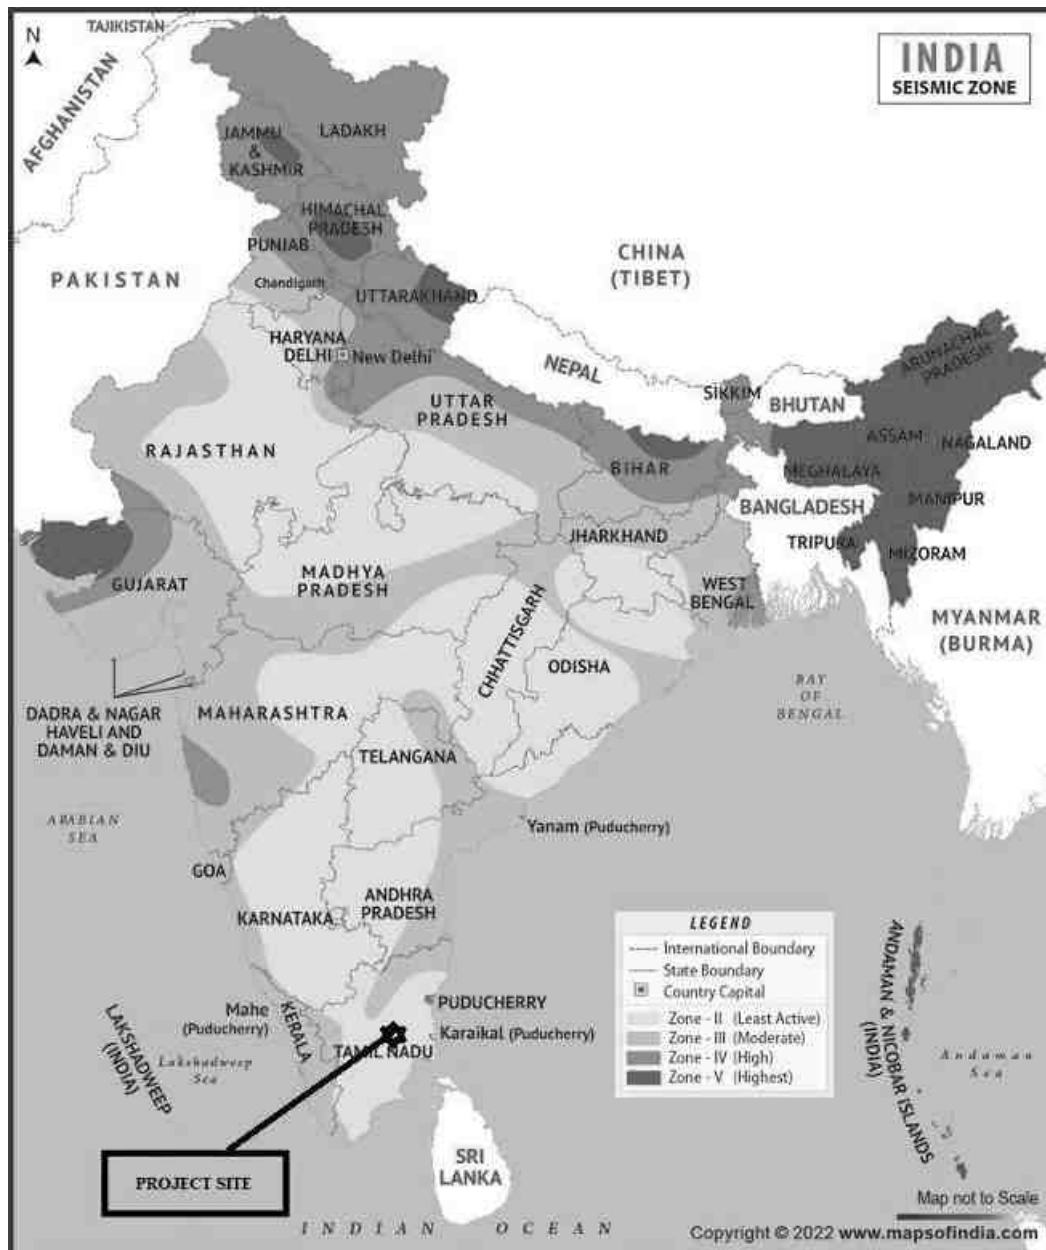 TAJIKISTAN
N
AFGHANISTAN
INDIA
SEISMIC ZONE
LADAKH
JAMMU
&
KASHMIR
HIMACHAL
PRADESH
PUNJAB
CHINA
(TIBET)
PAKISTAN
Chandigarh
UTTARAKHAND
HARYANA
DELHI
New Delhi
NEPAL
SIKKIM
BHUTAN
ARUNACHAL
PRADESH
UTTAR
PRADESH
RAJASTHAN
BIHAR
ASSAM
NAGALAND
MEGHALAYA
MANIPUR
BANGLADESH
TRIPURA
MIZORAM
JHARKHAND
GUJARAT
MADHYA
PRADESH
WEST
BENGAL
MYANMAR
(BURMA)
CHHATTISGARH
ODISHA
BAY
OF
BENGAL
DADRA & NAGAR
HAVELI AND
DAMAN & DIU
MAHARASHTRA
TELANGANA
ARABIAN
SEA
Yanam (Puducherry)
GOA
ANDHRA
PRADESH
KARNATAKA
LEGEND
International Boundary
State Boundary
Country Capital
Zone - II (Least Active)
Zone - III (Moderate)
Zone - IV (High)
Zone - V (Highest)
ANDAMAN & NICOBAR ISLANDS
(INDIA)
Andaman
Sea
LAKSHADWEEP
(INDIA)
Mahe
(Puducherry)
KERALA
PUDUCHERRY
Karaikal (Puducherry)
TAMIL NADU
Lakshadweep
Sea
SRI
LANKA
PROJECT SITE
INDIAN OCEAN
Map not to Scale
Copyright © 2022 www.mapsofindia.com